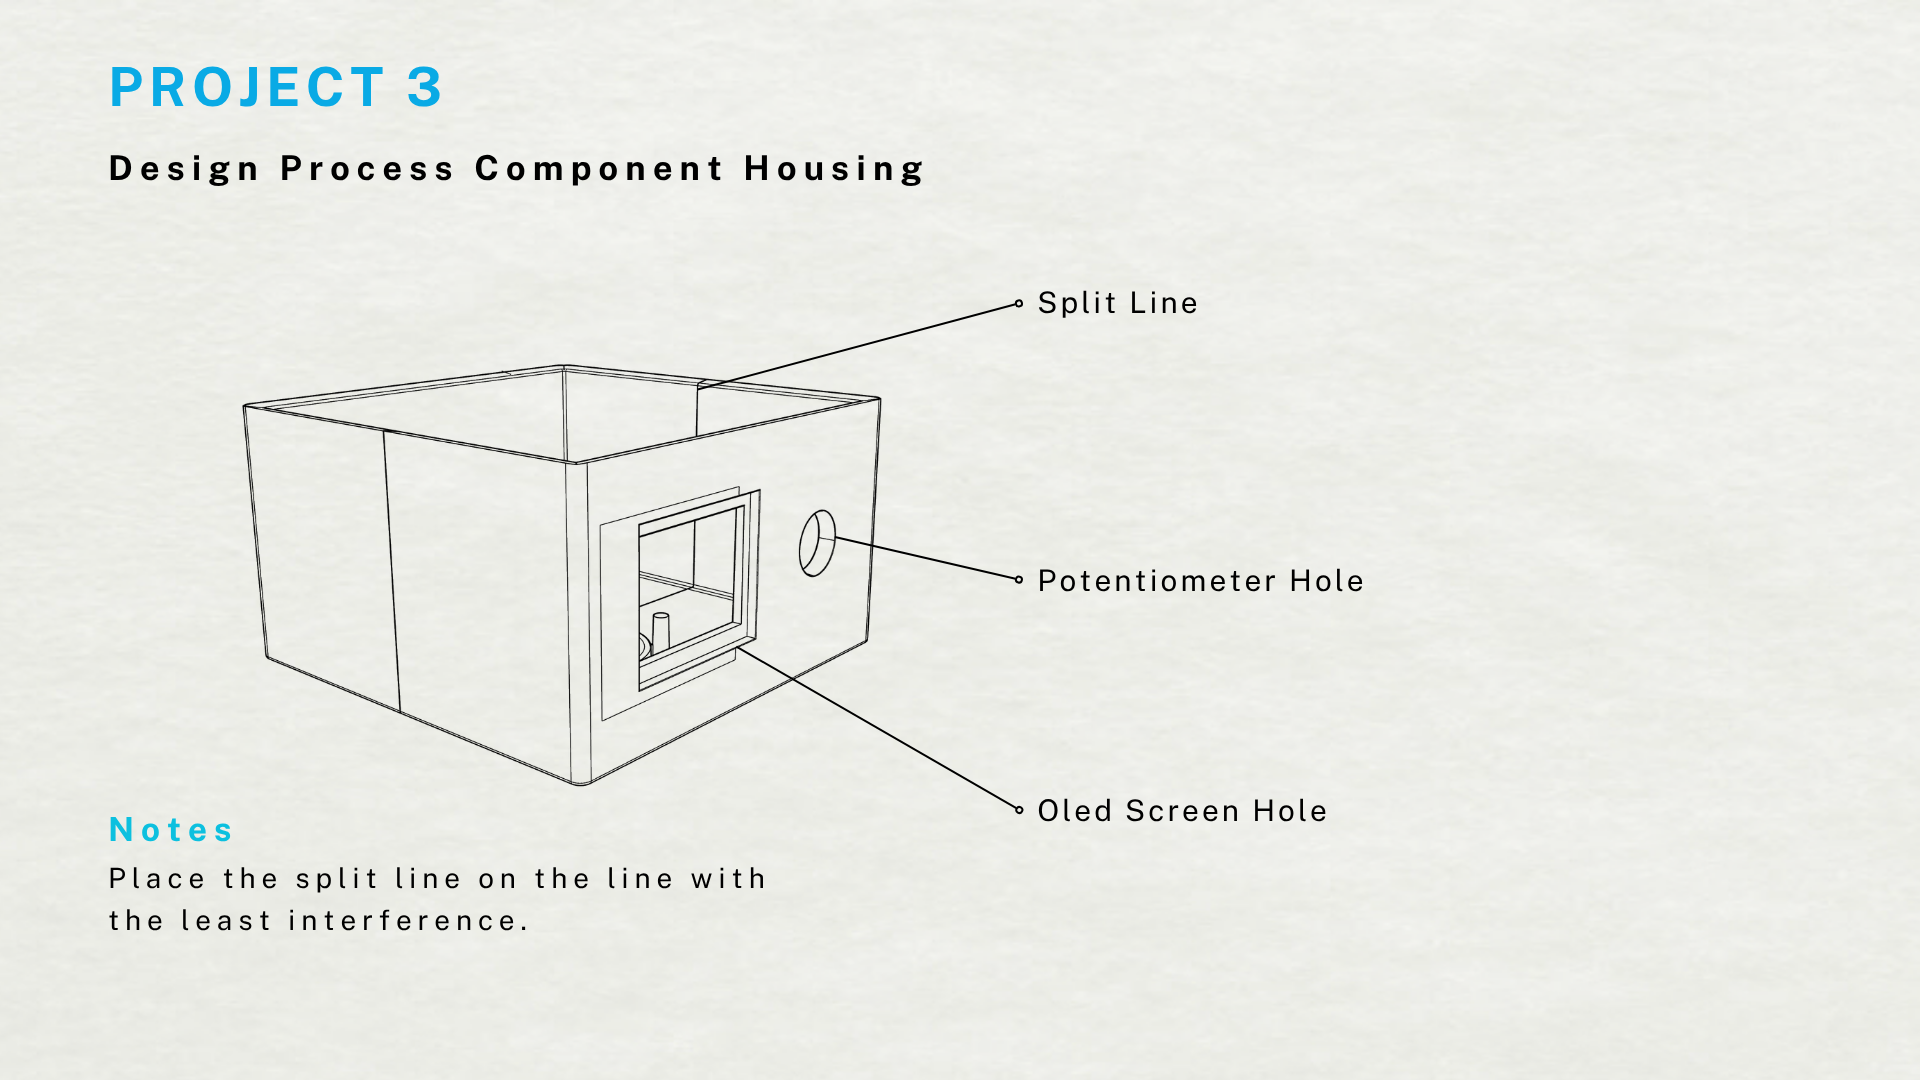 PROJECT 3
Design Process Component Housing
Split Line
Potentiometer Hole
Oled Screen Hole
Notes
Place the split line on the line with
the least interference.